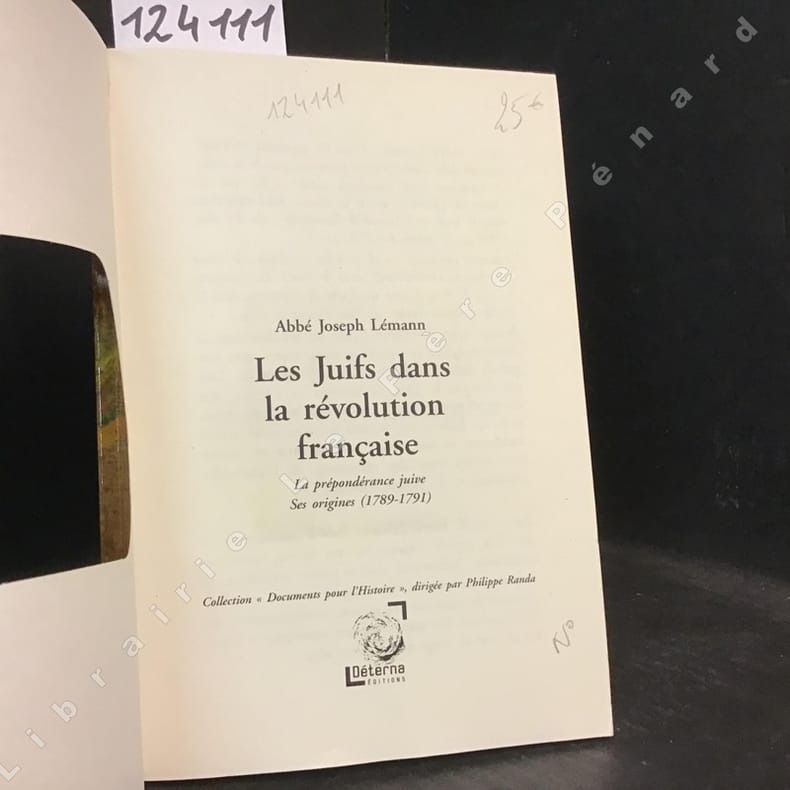 124111
124111
25€
Abbé Joseph Lémann
Les Juifs dans
la révolution
française
La prépondérance juive
Ses origines (1789-1791)
Collection « Documents pour l'Histoire », dirigée par Philippe Randa
Déterna
ÉDITIONS
No
Librairie Le Père Pénard